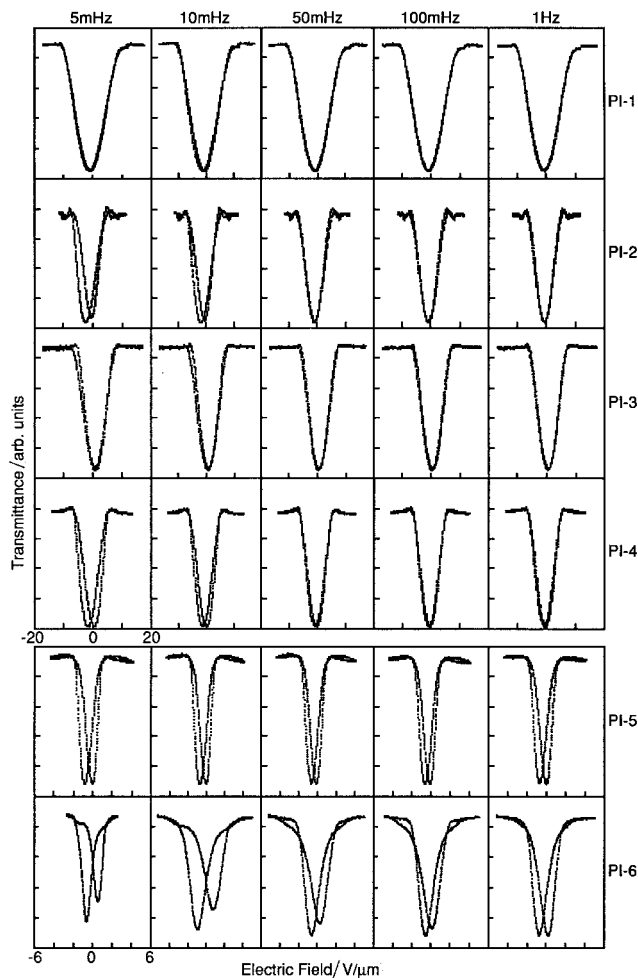 5mHz 10mHz 50mHz 100mHz 1Hz
PI-1
PI-2
PI-3
PI-4
-20 0 20
PI-5
PI-6
-6 0 6
Transmittance/arb. units
Electric Field/ V/μm